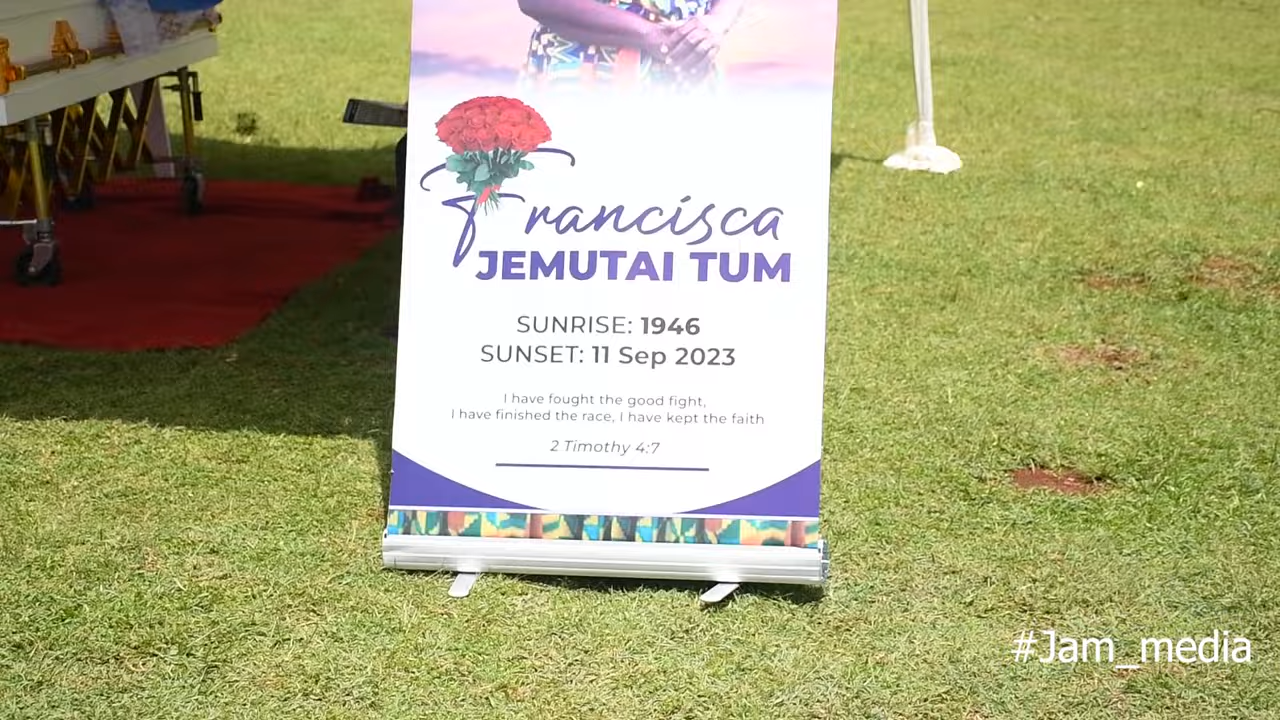 Francisca
JEMUTAI TUM
SUNRISE: 1946
SUNSET: 11 Sep 2023
I have fought the good fight,
I have finished the race, I have kept the faith
2 Timothy 4:7
#Jam_media